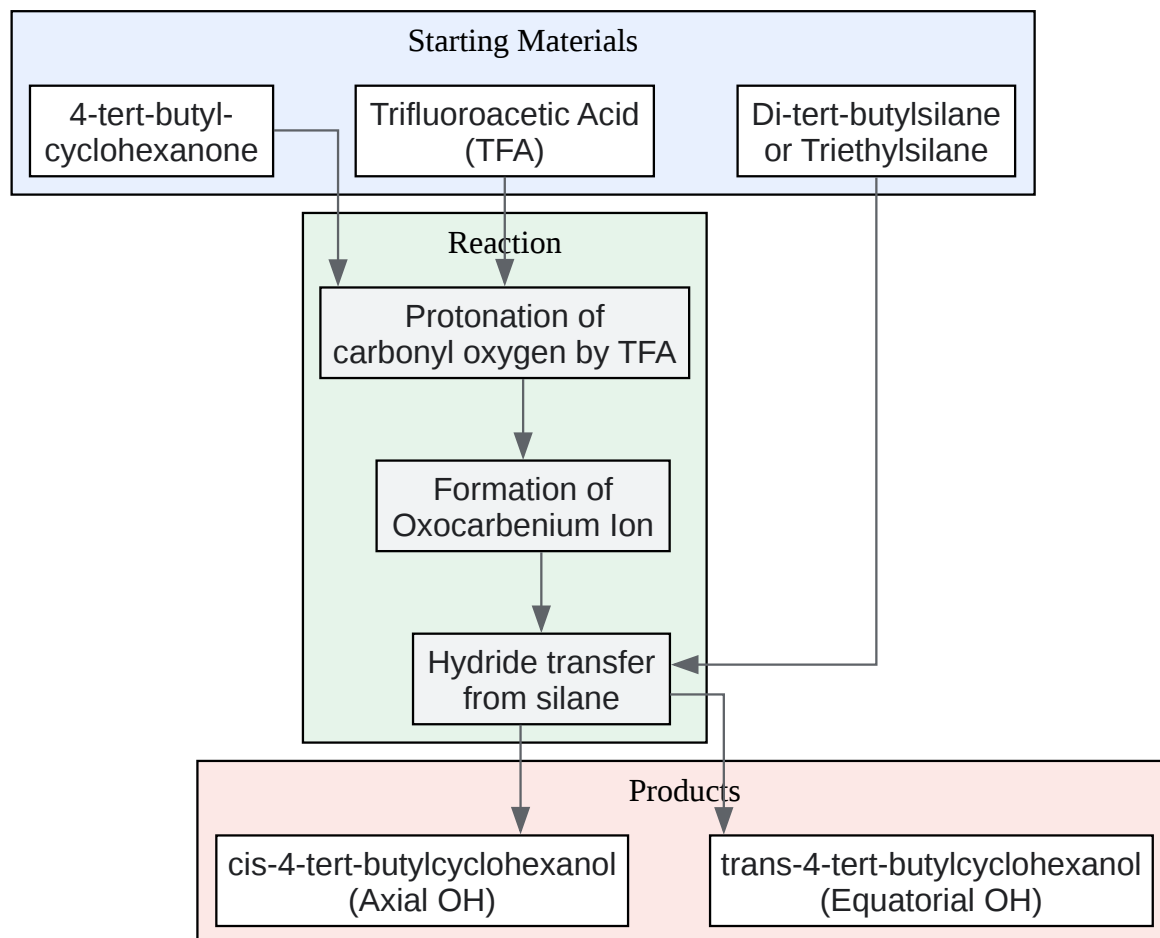 Starting Materials
4-tert-butyl-
cyclohexanone
Trifluoroacetic Acid
(TFA)
Di-tert-butylsilane
or Triethylsilane
Reaction
Protonation of
carbonyl oxygen by TFA
Formation of
Oxocarbenium Ion
Hydride transfer
from silane
Products
cis-4-tert-butylcyclohexanol
(Axial OH)
trans-4-tert-butylcyclohexanol
(Equatorial OH)